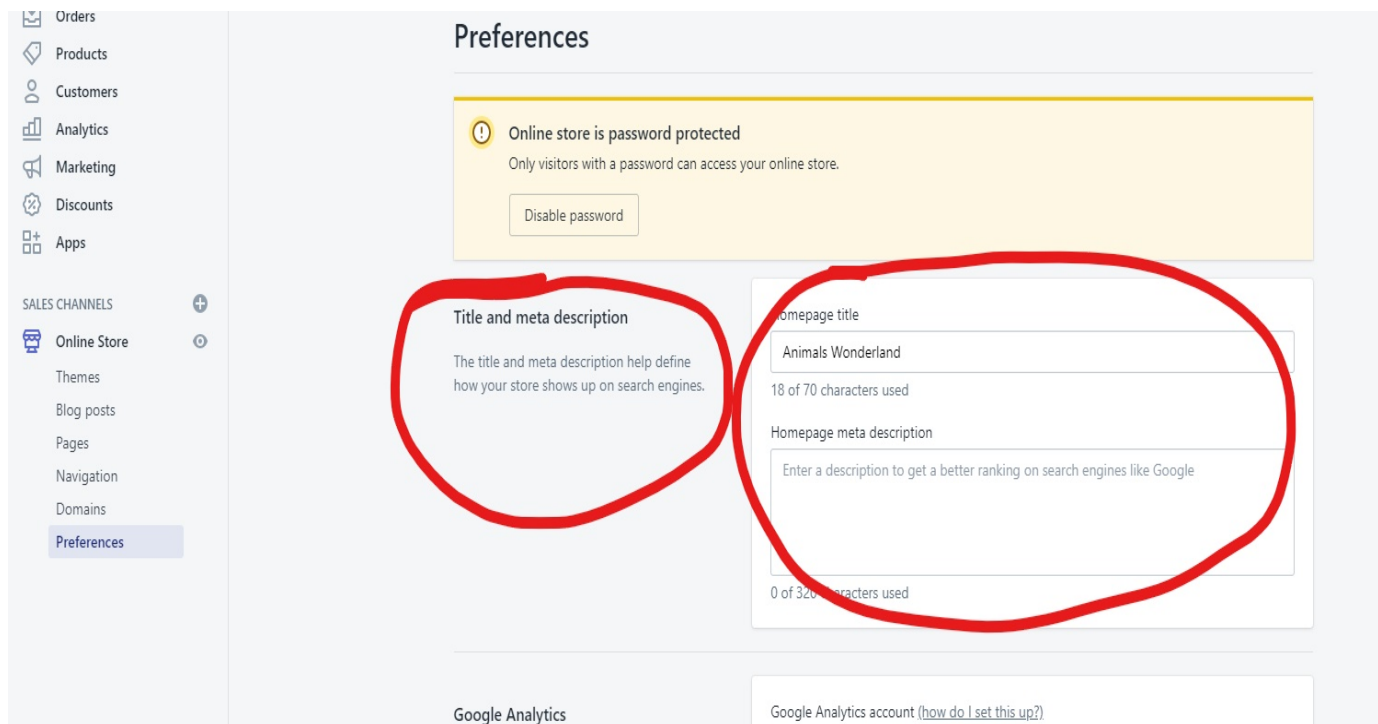 Orders
Products
Customers
Analytics
Marketing
Discounts
Apps
SALES CHANNELS
Online Store
Themes
Blog posts
Pages
Navigation
Domains
Preferences
Preferences
Online store is password protected
Only visitors with a password can access your online store.
Disable password
Title and meta description
The title and meta description help define
how your store shows up on search engines.
Homepage title
Animals Wonderland
18 of 70 characters used
Homepage meta description
Enter a description to get a better ranking on search engines like Google
0 of 320 characters used
Google Analytics
Google Analytics account (how do I set this up?)